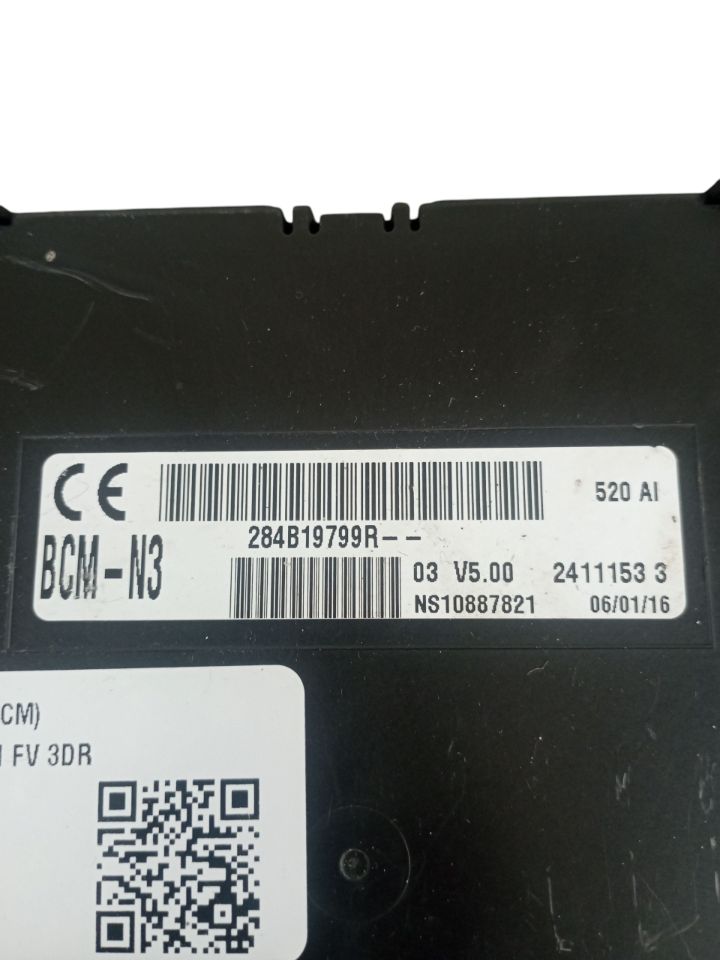 CE
520 AI
284B19799R--
BCM-N3
03 V5.00 2411153 3
NS10887821 06/01/16
CM)
FV 3DR